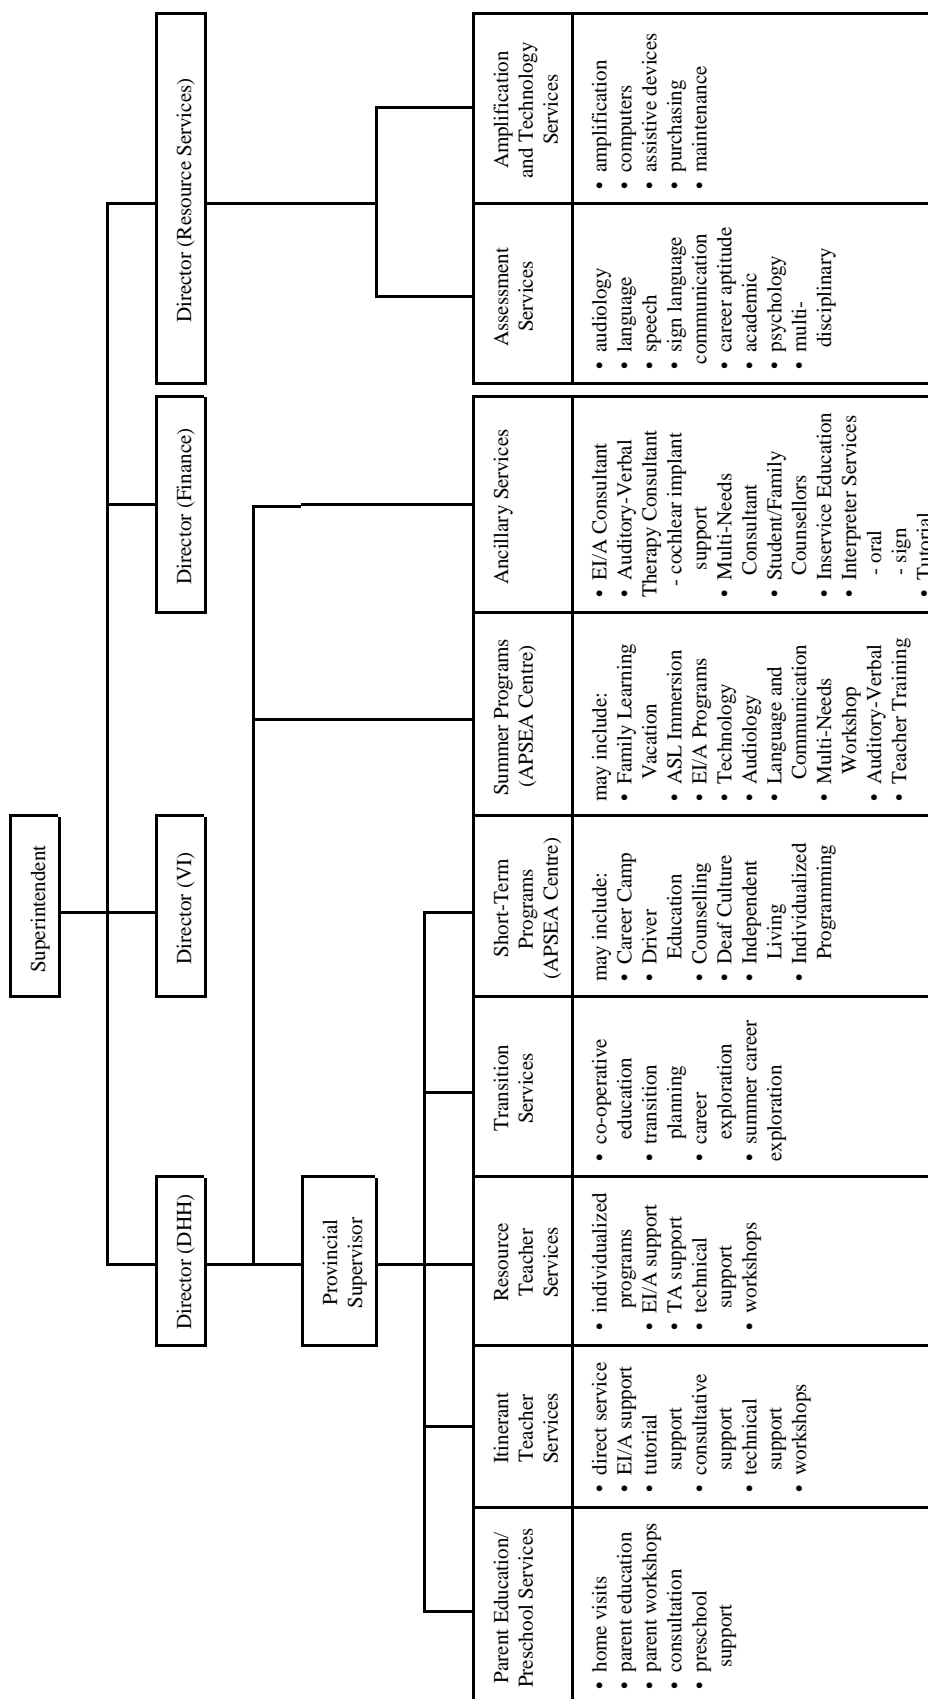 Superintendent
Director (DHH)
Director (VI)
Director (Finance)
Director (Resource Services)
Provincial
Supervisor
Parent Education/
Preschool Services
• home visits
• parent education
• parent workshops
• consultation
• preschool
support
Itinerant
Teacher
Services
• direct service
• EI/A support
• tutorial
support
• consultative
support
• technical
support
• workshops
Resource
Teacher
Services
• individualized
programs
• EI/A support
• TA support
• technical
support
• workshops
Transition
Services
• co-operative
education
• transition
planning
• career
exploration
• summer career
exploration
Short-Term
Programs
(APSEA Centre)
may include:
• Career Camp
• Driver
Education
• Counselling
• Deaf Culture
• Independent
Living
• Individualized
Programming
Summer Programs
(APSEA Centre)
may include:
• Family Learning
Vacation
• ASL Immersion
• EI/A Programs
• Technology
• Audiology
• Language and
Communication
• Multi-Needs
Workshop
• Auditory-Verbal
• Teacher Training
Ancillary Services
• EI/A Consultant
• Auditory-Verbal
Therapy Consultant
- cochlear implant
support
• Multi-Needs
Consultant
• Student/Family
Counsellors
• Inservice Education
• Interpreter Services
- oral
- sign
• Tutorial
Assessment
Services
• audiology
• language
• speech
• sign language
communication
• career aptitude
• academic
• psychology
• multi-
disciplinary
Amplification
and Technology
Services
• amplification
• computers
• assistive devices
• purchasing
• maintenance